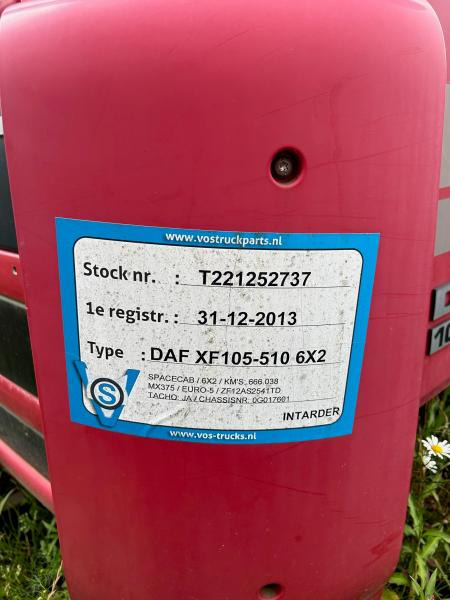 www.vostruckparts.nl
Stock nr. : T221252737
1e registr. : 31-12-2013
Type : DAF XF105-510 6X2
SPACECAB / 6X2 / KM'S: 666.038
MX375 / EURO-5 / ZF12AS2541TD
TACHO: JA / CHASSISNR: 0G017601
INTARDER
VOS
www.vos-trucks.nl